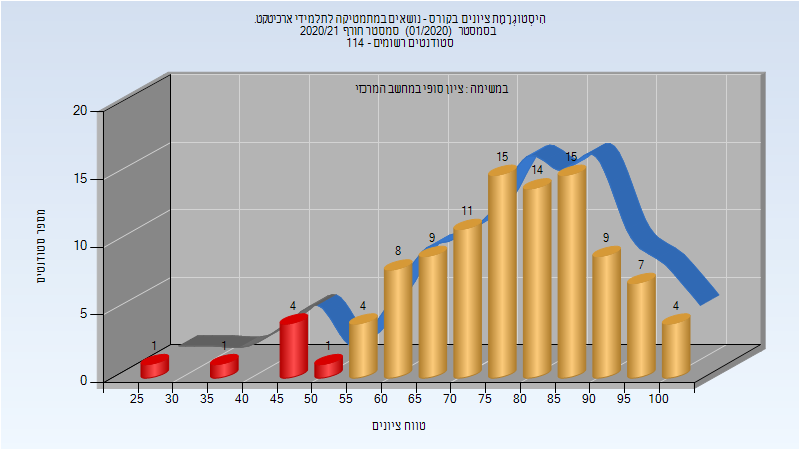 היסטוגרמת ציונים בקורס - נושאים במתמטיקה לתלמידי ארכיטקט.
בסמסטר (01/2020) סמסטר חורף 2020/21
סטודנטים רשומים - 114
במשימה : ציון סופי במחשב המרכזי
מספר סטודנטים
20
15
10
5
0
1
1
4
1
4
8
9
11
15
14
15
9
7
4
25 30 35 40 45 50 55 60 65 70 75 80 85 90 95 100
טווח ציונים